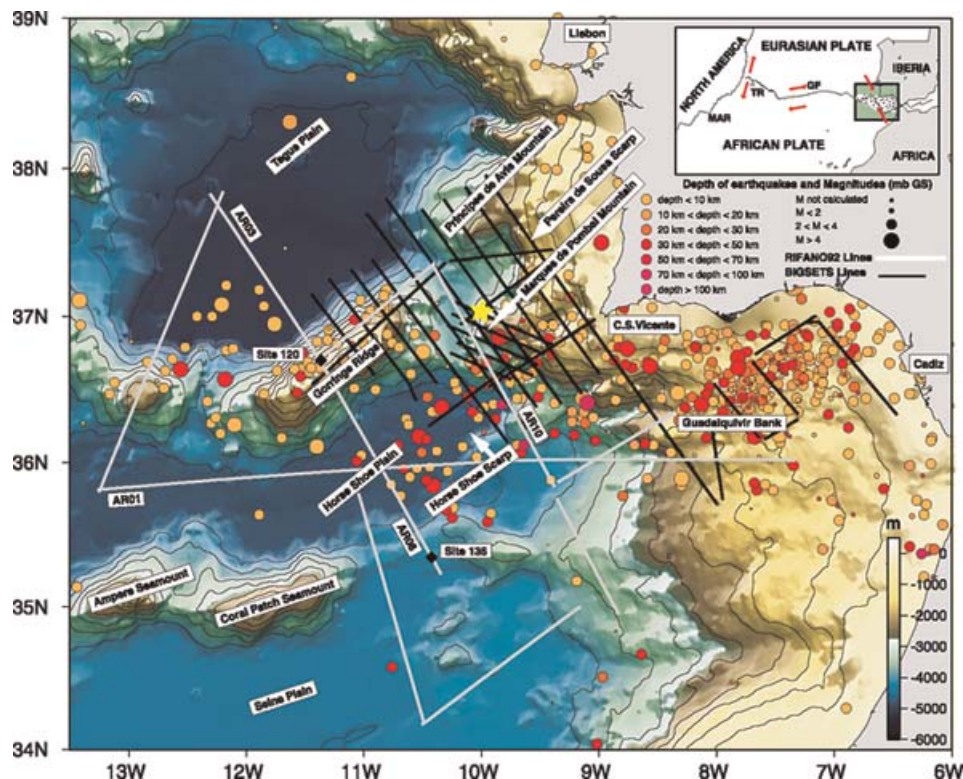 39N
38N
37N
36N
35N
34N
13W
12W
11W
10W
9W
8W
7W
6W
Lisbon
EURASIAN PLATE
NORTH AMERICA
IBERIA
TR
GF
MAR
AFRICAN PLATE
AFRICA
Depth of earthquakes and Magnitudes (mb GS)
depth < 10 km
10 km < depth < 20 km
20 km < depth < 30 km
30 km < depth < 50 km
50 km < depth < 70 km
70 km < depth < 100 km
depth > 100 km
M not calculated
M < 2
2 < M < 4
M > 4
RIFANO92 Lines
BIGSETS Lines
Tagus Plain
Principes de Avis Mountain
Pereira de Sousa Scarp
Marques de Pombal Mountain
AR03
Site 120
Gorringe Ridge
C.S.Vicente
Cadiz
Guadalquivir Bank
AR10
Horse Shoe Plain
Horse Shoe Scarp
AR01
AR06
Site 135
Ampere Seamount
Coral Patch Seamount
Seine Plain
m
0
-1000
-2000
-3000
-4000
-5000
-6000